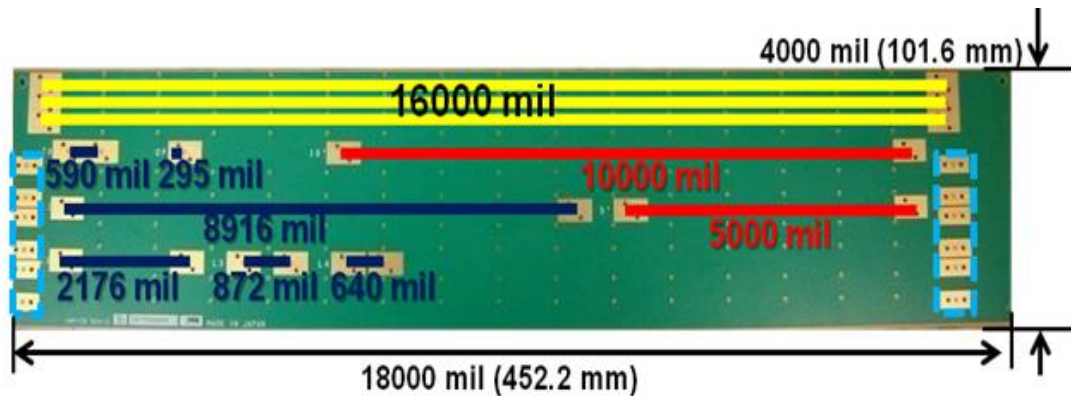 4000 mil (101.6 mm)
16000 mil
590 mil 295 mil
10000 mil
8916 mil
5000 mil
2176 mil 872 mil 640 mil
MADE IN JAPAN
18000 mil (452.2 mm)